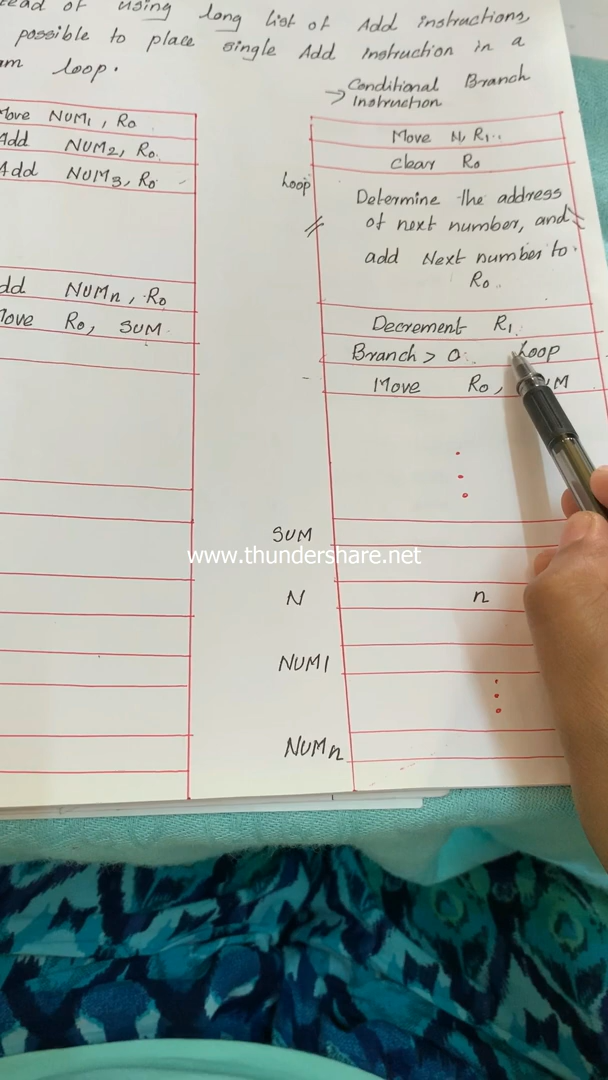 of using long list of Add instructions,
possible to place single Add Instruction in a
loop.
→ Conditional Branch
Instruction
Move NUM1, R0
Add NUM2, R0
Add NUM3, R0
NUMn, R0
Move R0, SUM
Move N, R1
clear R0
Loop
Determine the address
of next number, and
add Next number to
R0
Decrement R1
Branch > 0 Loop
Move R0,
SUM
N n
NUM1
NUMn
www.thundershare.net